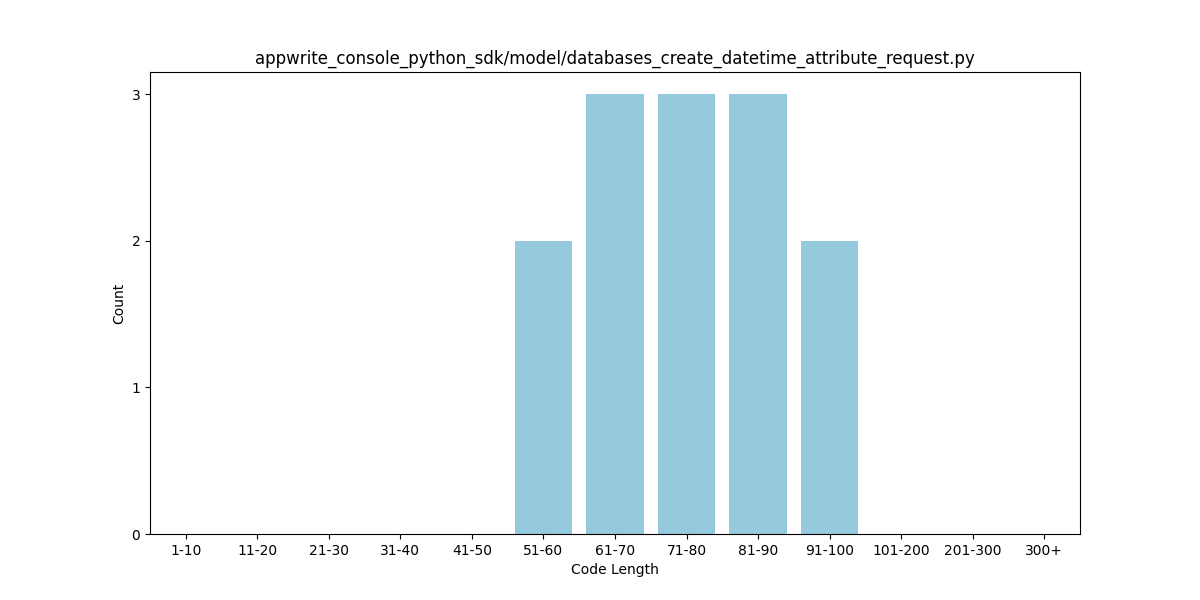 appwrite_console_python_sdk/model/databases_create_datetime_attribute_request.py
3
2
1
0
Count
1-10 11-20 21-30 31-40 41-50 51-60 61-70 71-80 81-90 91-100 101-200 201-300 300+
Code Length